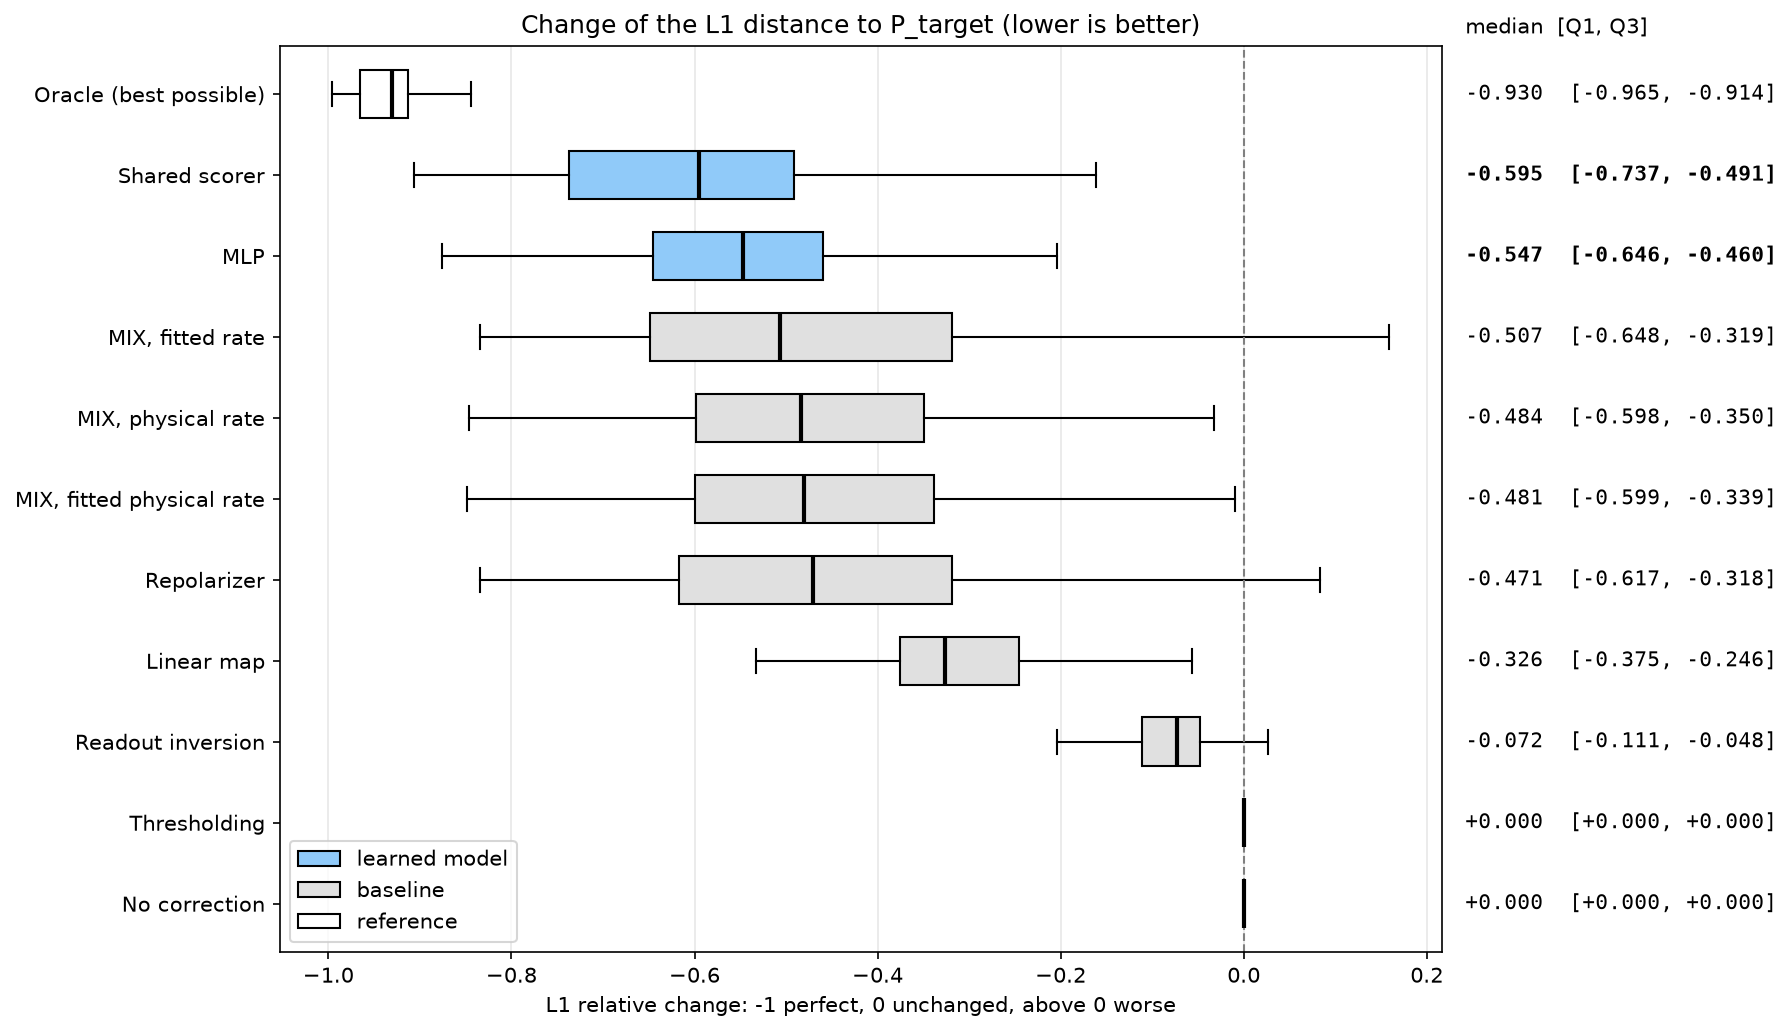 Change of the L1 distance to P_target (lower is better)
median [Q1, Q3]
Oracle (best possible)
-0.930 [-0.965, -0.914]
Shared scorer
-0.595 [-0.737, -0.491]
MLP
-0.547 [-0.646, -0.460]
MIX, fitted rate
-0.507 [-0.648, -0.319]
MIX, physical rate
-0.484 [-0.598, -0.350]
MIX, fitted physical rate
-0.481 [-0.599, -0.339]
Repolarizer
-0.471 [-0.617, -0.318]
Linear map
-0.326 [-0.375, -0.246]
Readout inversion
-0.072 [-0.111, -0.048]
Thresholding
+0.000 [+0.000, +0.000]
No correction
+0.000 [+0.000, +0.000]
learned model
baseline
reference
−1.0 −0.8 −0.6 −0.4 −0.2 0.0 0.2
L1 relative change: -1 perfect, 0 unchanged, above 0 worse